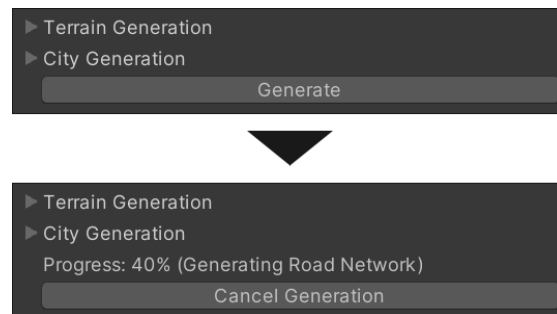 Terrain Generation
City Generation
Generate
Terrain Generation
City Generation
Progress: 40% (Generating Road Network)
Cancel Generation